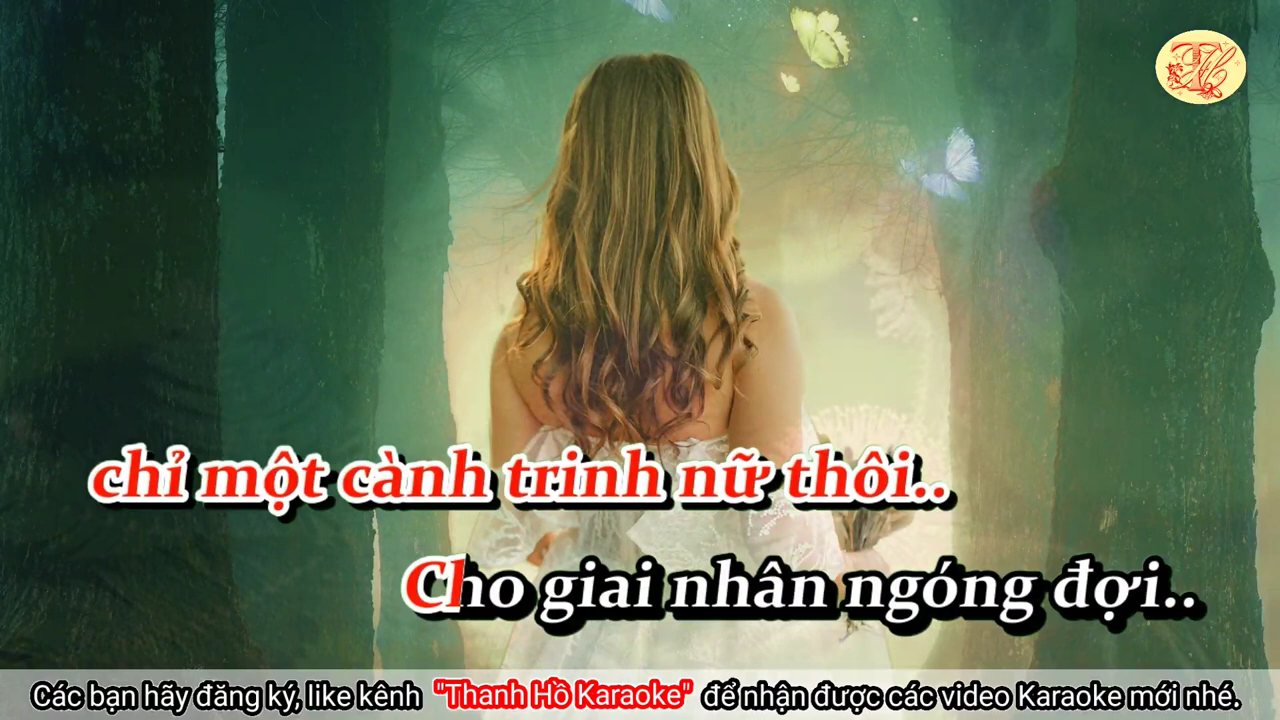 chỉ một cành trinh nữ thôi..
Cho giai nhân ngóng đợi..
Các bạn hãy đăng ký, like kênh "Thanh Hồ Karaoke" để nhận được các video Karaoke mới nhé.